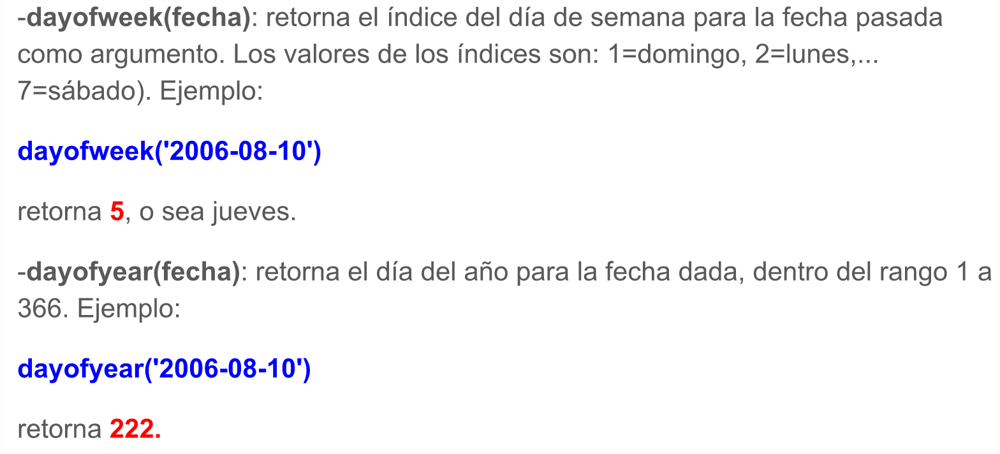 -dayofweek(fecha): retorna el índice del día de semana para la fecha pasada
como argumento. Los valores de los índices son: 1=domingo, 2=lunes,...
7=sábado). Ejemplo:
dayofweek('2006-08-10')
retorna 5, o sea jueves.
-dayofyear(fecha): retorna el día del año para la fecha dada, dentro del rango 1 a
366. Ejemplo:
dayofyear('2006-08-10')
retorna 222.